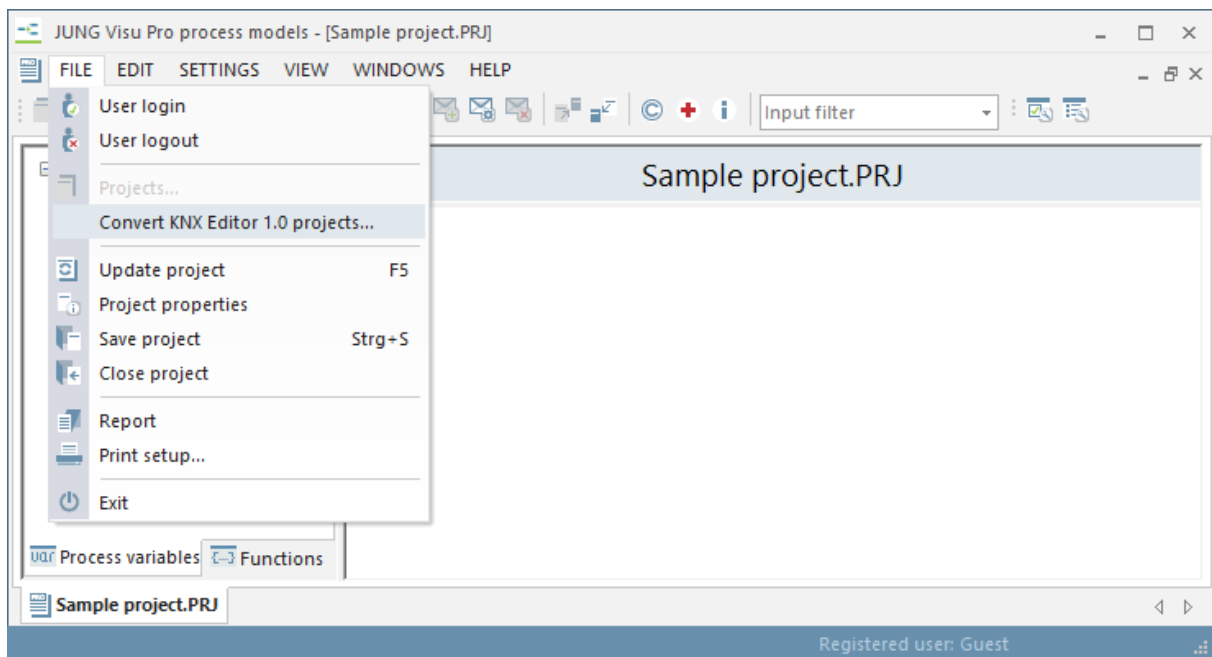 JUNG Visu Pro process models - [Sample project.PRJ]
FILE EDIT SETTINGS VIEW WINDOWS HELP
Input filter
User login
User logout
Projects...
Convert KNX Editor 1.0 projects...
Update project F5
Project properties
Save project Strg+S
Close project
Report
Print setup...
Exit
Sample project.PRJ
var Process variables {...} Functions
Sample project.PRJ
Registered user: Guest